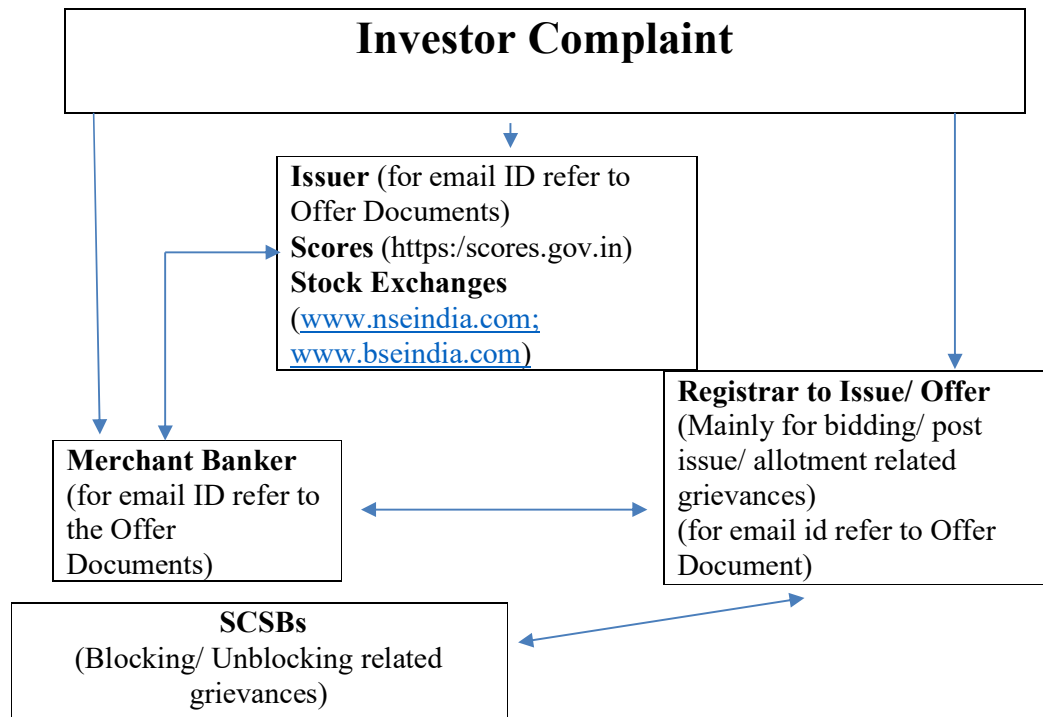 Investor Complaint
Issuer (for email ID refer to
Offer Documents)
Scores (https:/scores.gov.in)
Stock Exchanges
(www.nseindia.com;
www.bseindia.com)
Registrar to Issue/ Offer
(Mainly for bidding/ post
issue/ allotment related
grievances)
(for email id refer to Offer
Document)
Merchant Banker
(for email ID refer to
the Offer
Documents)
SCSBs
(Blocking/ Unblocking related
grievances)